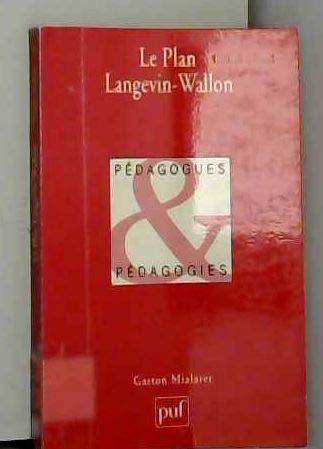 Le Plan
Langevin-Wallon
PÉDAGOGUES
&
PÉDAGOGIES
Gaston Mialaret
puf